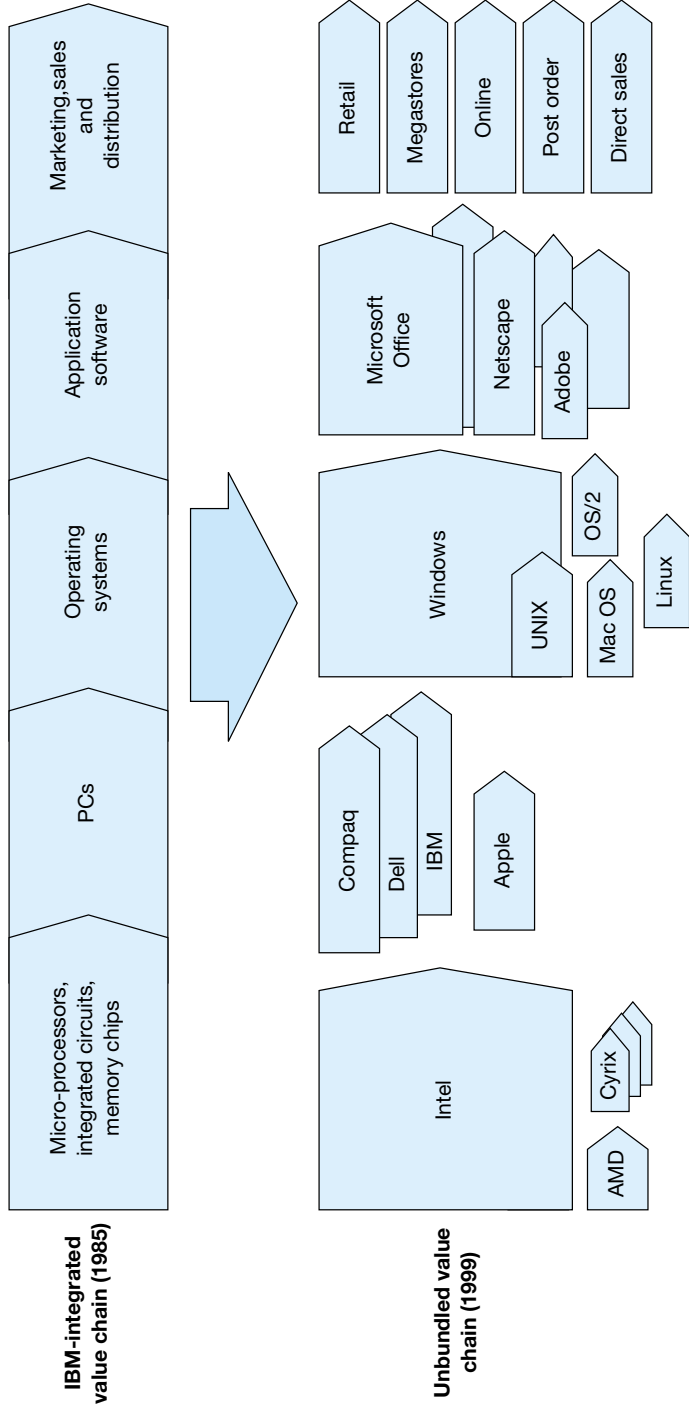 IBM-integrated
value chain (1985)
Micro-processors,
integrated circuits,
memory chips
PCs
Operating
systems
Application
software
Marketing,sales
and
distribution
Unbundled value
chain (1999)
Intel
AMD
Cyrix
Compaq
Dell
IBM
Apple
Windows
UNIX
Mac OS
OS/2
Linux
Microsoft
Office
Netscape
Adobe
Retail
Megastores
Online
Post order
Direct sales